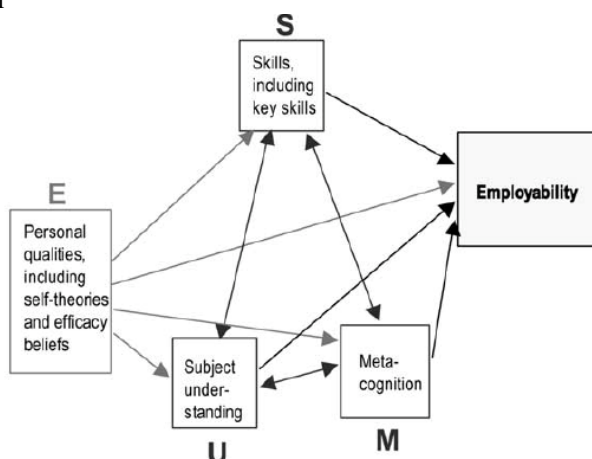 S
Skills,
including
key skills
Employability
E
Personal
qualities,
including
self-theories
and efficacy
beliefs
Subject
under-
standing
U
Meta-
cognition
M